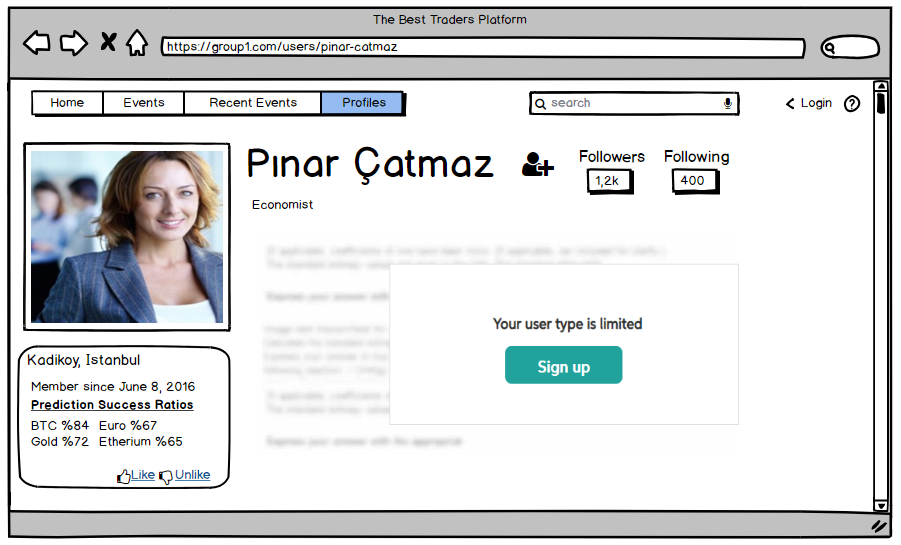 The Best Traders Platform
https://group1.com/users/pinar-catmaz
Home Events Recent Events Profiles
search
Login
Pınar Çatmaz
Followers Following
1,2k 400
Economist
Your user type is limited
Sign up
Kadikoy, Istanbul
Member since June 8, 2016
Prediction Success Ratios
BTC %84 Euro %67
Gold %72 Etherium %65
Like Unlike